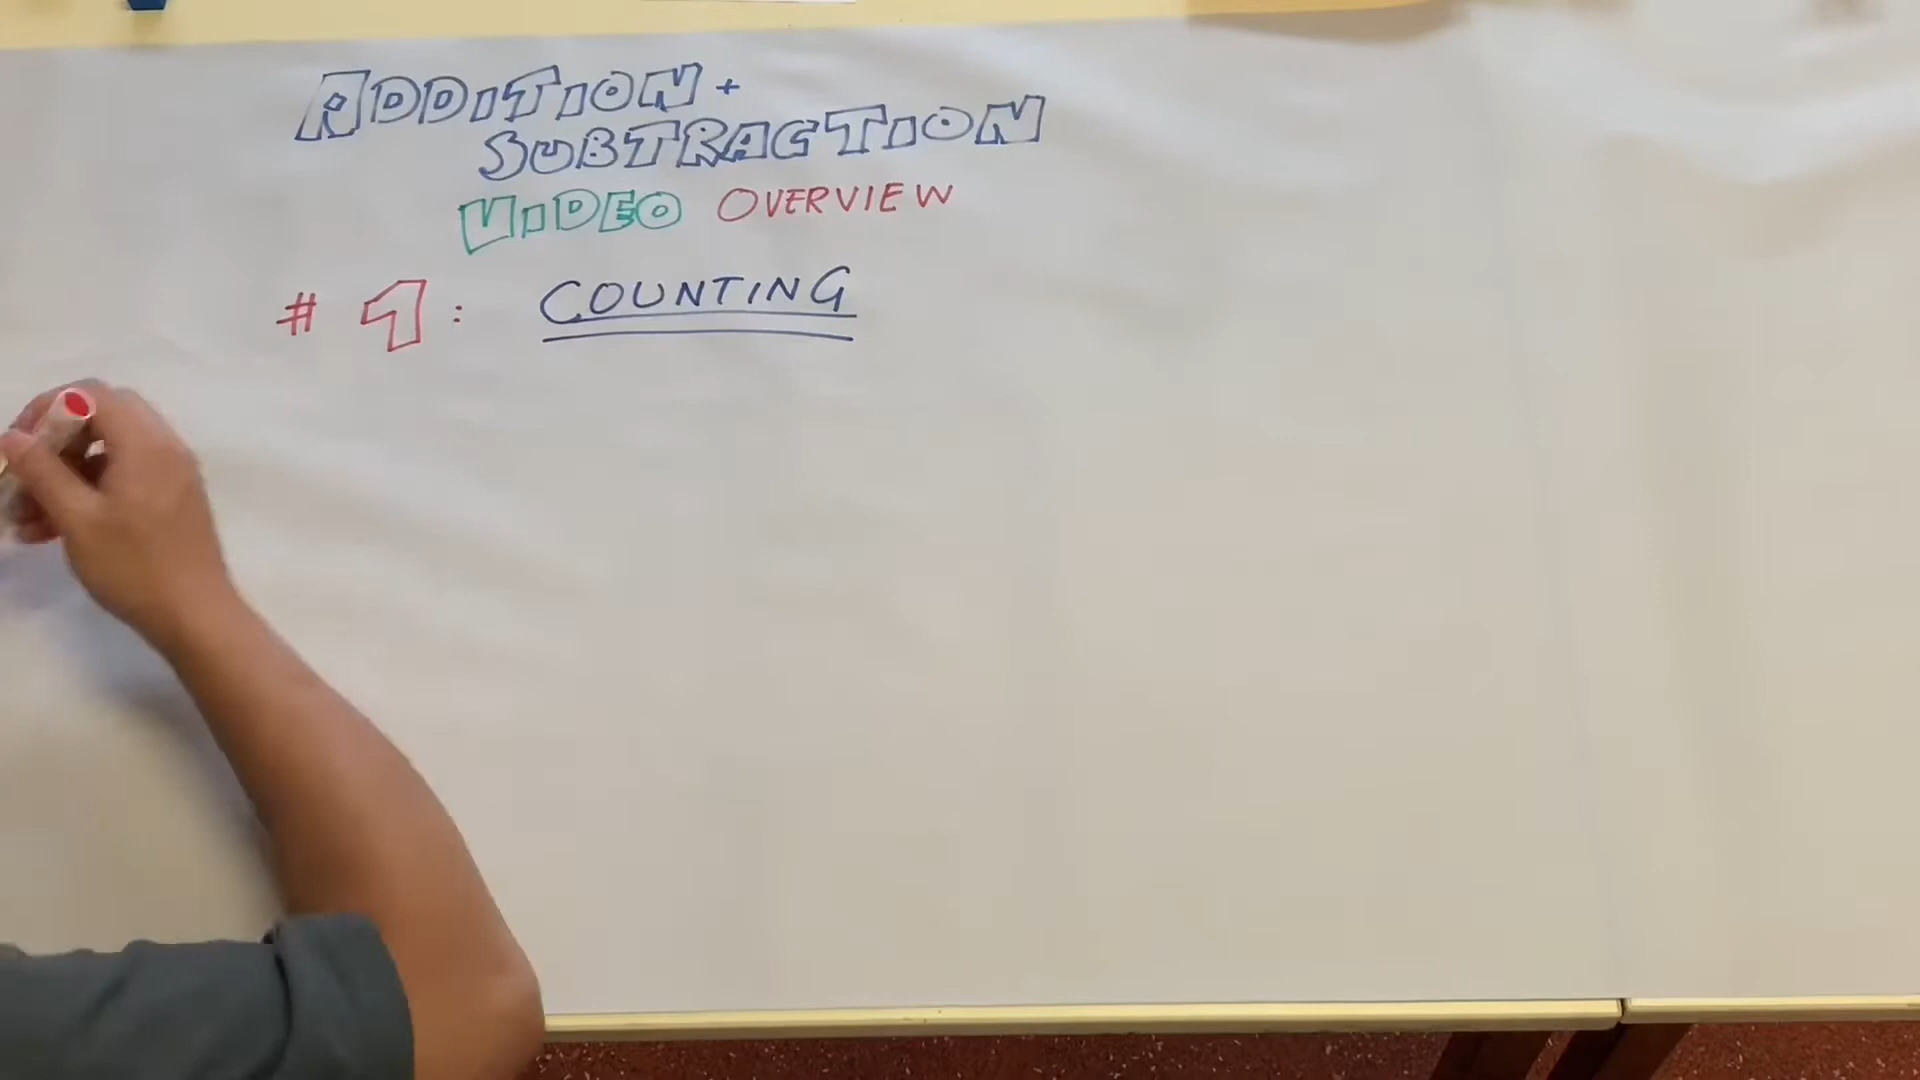 ADDITION +
SUBTRACTION
VIDEO OVERVIEW
# 1 : COUNTING